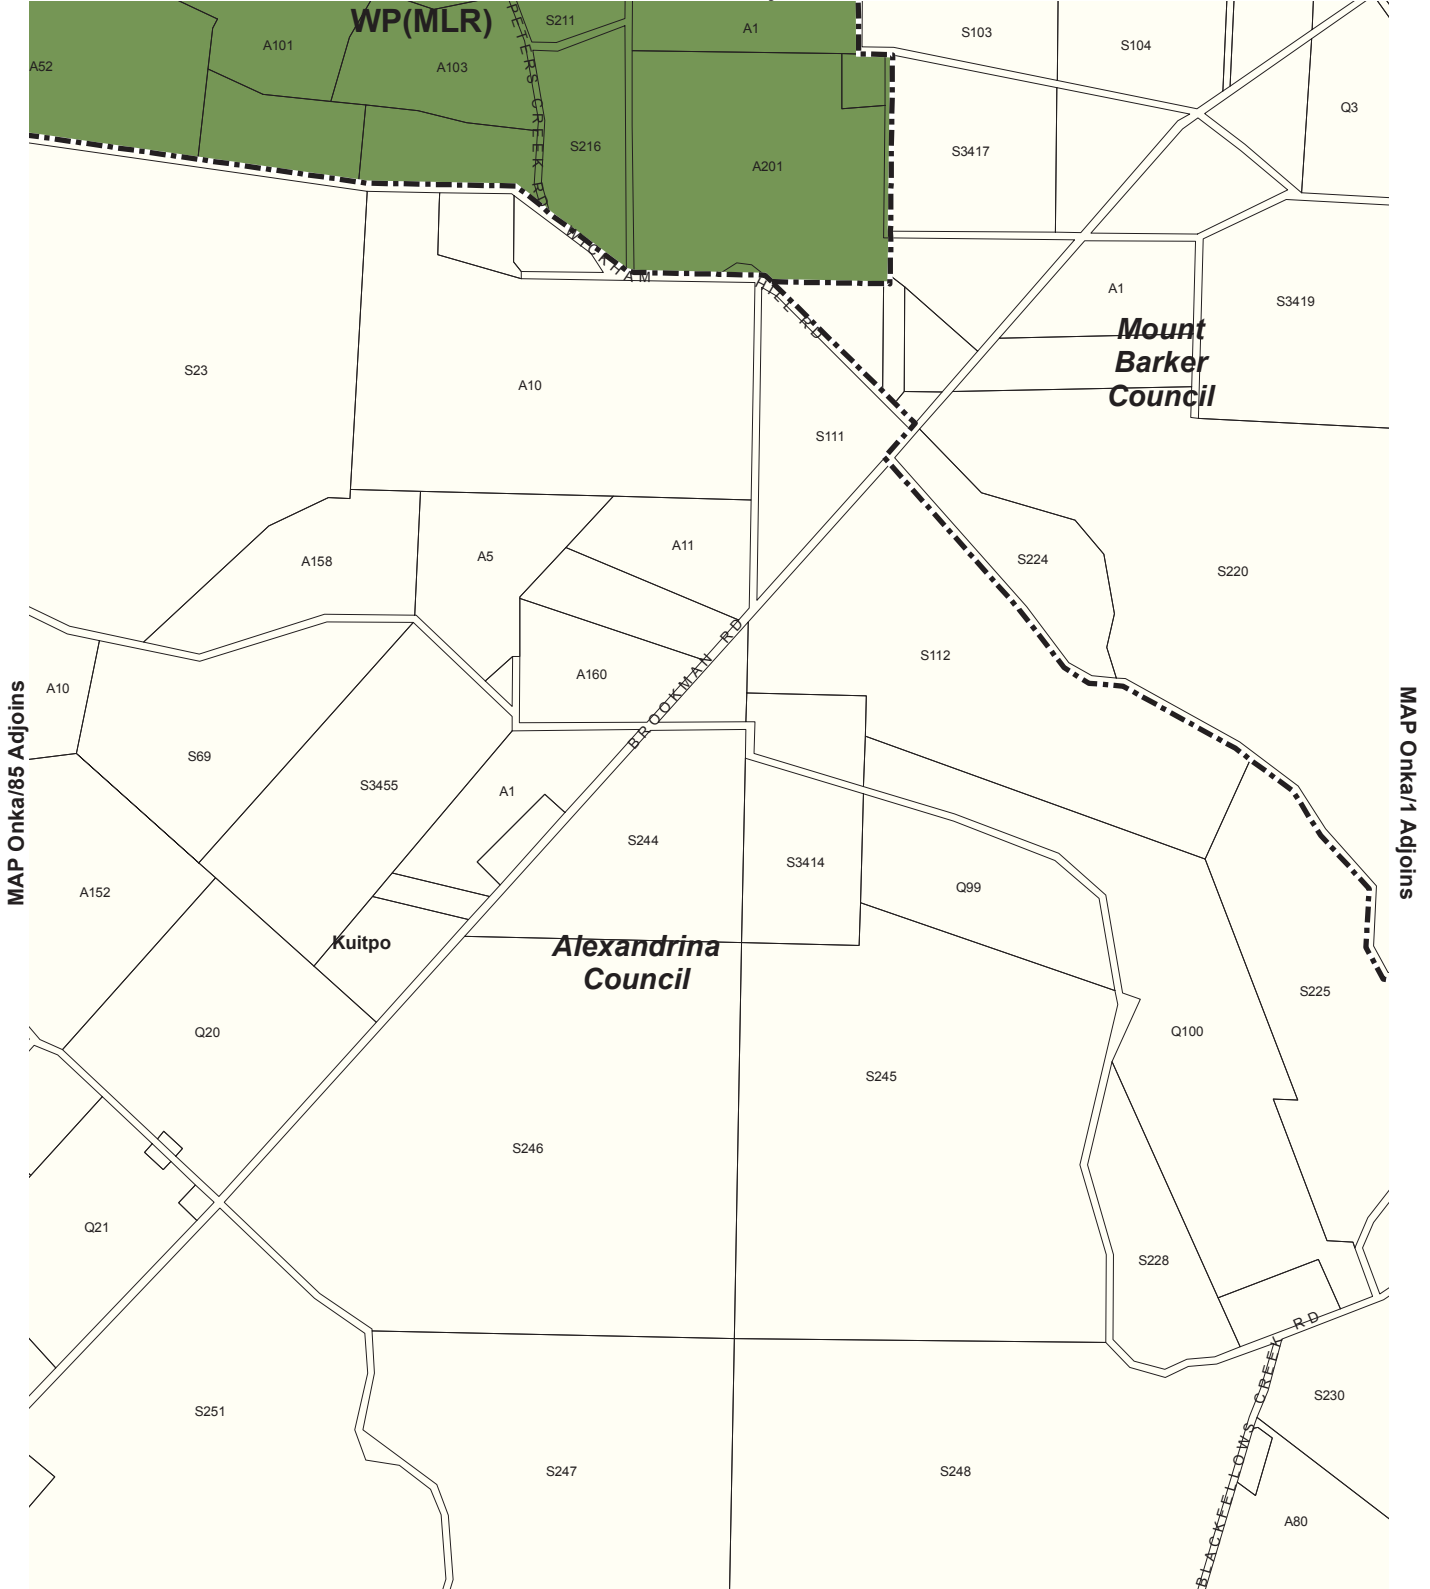 WP(MLR)
S211
A1
S103
S104
A101
A52
A103
PETERS CREEK RD
Q3
S216
A201
S3417
WICKHAM
HILL RD
A1
S3419
Mount
Barker
Council
S23
A10
S111
A158
A5
A11
S224
S220
BROOKMAN RD
S112
A160
A10
MAP Onka/85 Adjoins
MAP Onka/1 Adjoins
S69
S3455
A1
S244
S3414
Q99
A152
Kuitpo
Alexandrina
Council
S225
Q20
Q100
S245
S246
Q21
S228
BLACKFELLOWS CREEK RD
S230
S251
S247
S248
A80